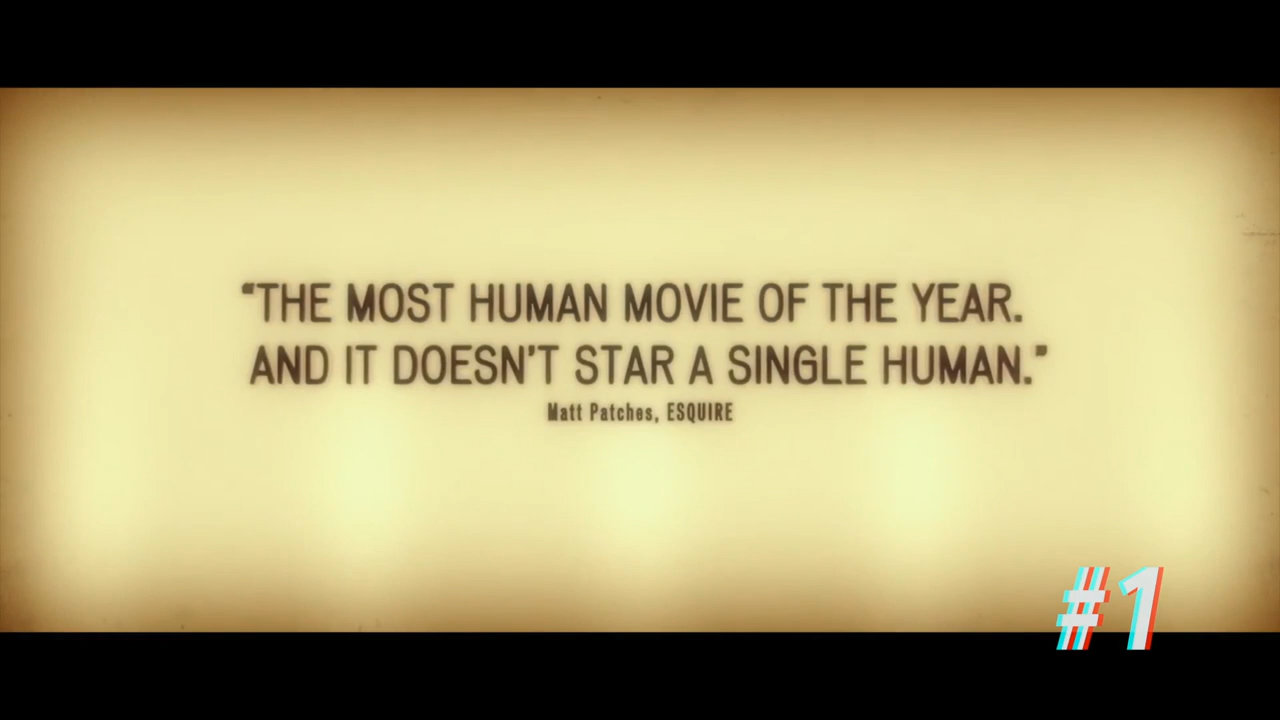 “THE MOST HUMAN MOVIE OF THE YEAR.
AND IT DOESN'T STAR A SINGLE HUMAN.”
Matt Patches, ESQUIRE
#1